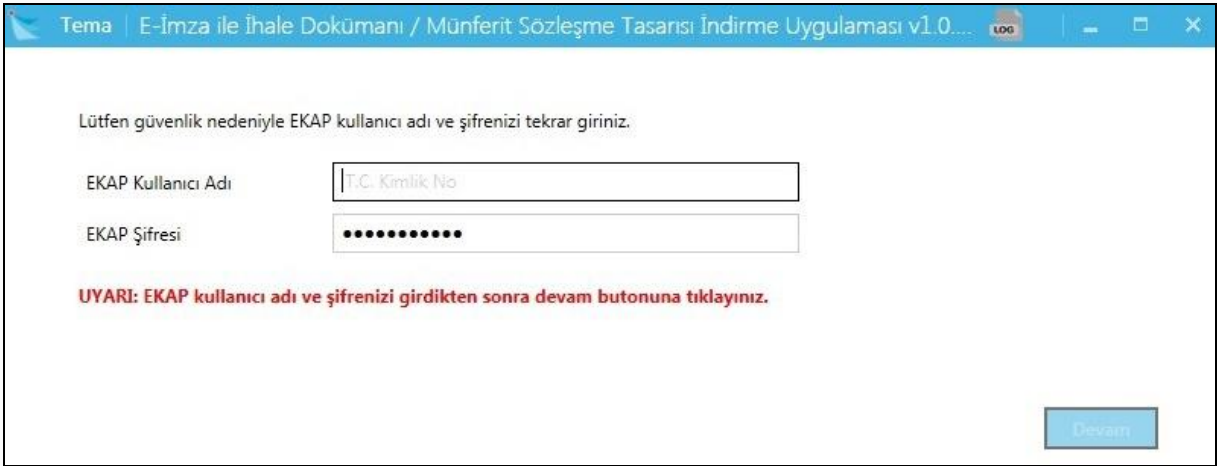 Tema E-İmza ile İhale Dokümanı / Münferit Sözleşme Tasarısı İndirme Uygulaması v1.0.... LOG
Lütfen güvenlik nedeniyle EKAP kullanıcı adı ve şifrenizi tekrar giriniz.
EKAP Kullanıcı Adı T.C. Kimlik No
EKAP Şifresi •••••••••••
UYARI: EKAP kullanıcı adı ve şifrenizi girdikten sonra devam butonuna tıklayınız.
Devam